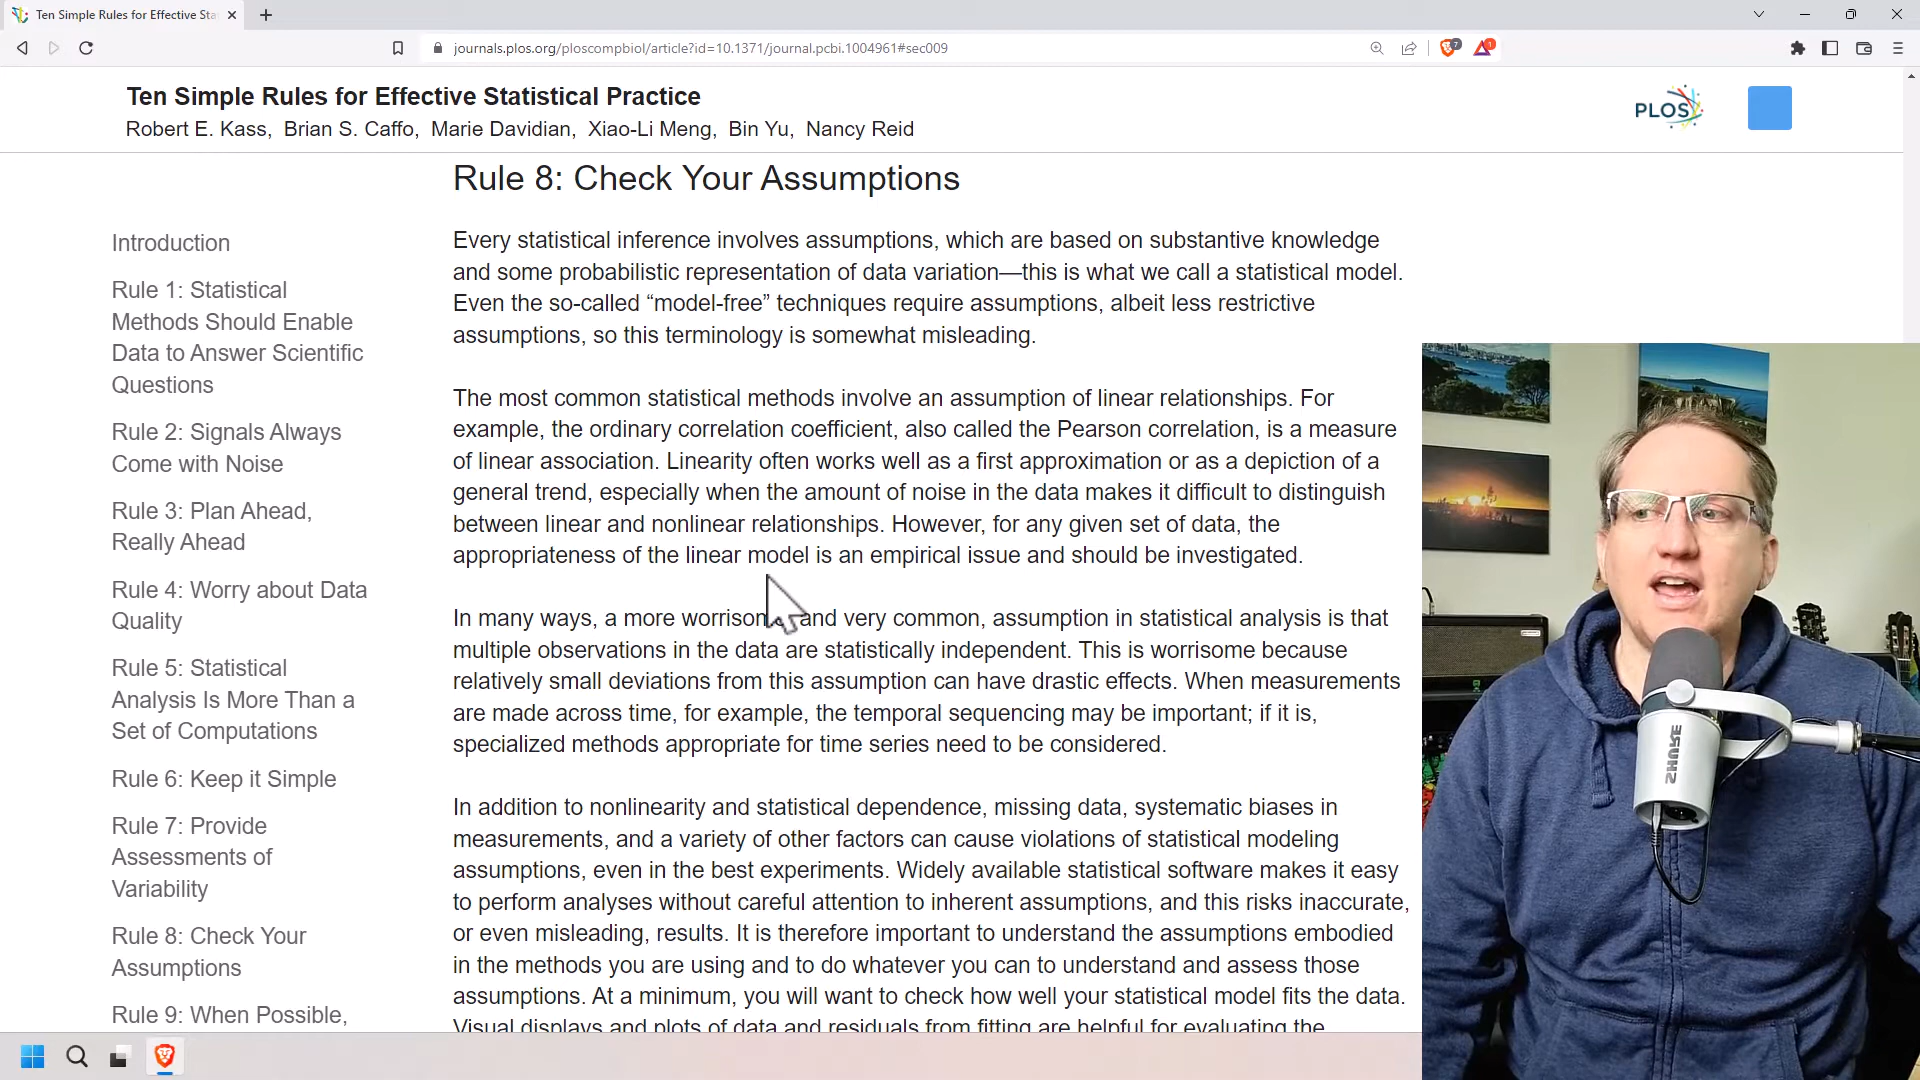 Ten Simple Rules for Effective Sta
journals.plos.org/ploscompbiol/article?id=10.1371/journal.pcbi.1004961#sec009
7
1
Ten Simple Rules for Effective Statistical Practice
Robert E. Kass, Brian S. Caffo, Marie Davidian, Xiao-Li Meng, Bin Yu, Nancy Reid
PLOS
Introduction
Rule 1: Statistical
Methods Should Enable
Data to Answer Scientific
Questions
Rule 2: Signals Always
Come with Noise
Rule 3: Plan Ahead,
Really Ahead
Rule 4: Worry about Data
Quality
Rule 5: Statistical
Analysis Is More Than a
Set of Computations
Rule 6: Keep it Simple
Rule 7: Provide
Assessments of
Variability
Rule 8: Check Your
Assumptions
Rule 9: When Possible,
Rule 8: Check Your Assumptions
Every statistical inference involves assumptions, which are based on substantive knowledge
and some probabilistic representation of data variation—this is what we call a statistical model.
Even the so-called “model-free” techniques require assumptions, albeit less restrictive
assumptions, so this terminology is somewhat misleading.
The most common statistical methods involve an assumption of linear relationships. For
example, the ordinary correlation coefficient, also called the Pearson correlation, is a measure
of linear association. Linearity often works well as a first approximation or as a depiction of a
general trend, especially when the amount of noise in the data makes it difficult to distinguish
between linear and nonlinear relationships. However, for any given set of data, the
appropriateness of the linear model is an empirical issue and should be investigated.
In many ways, a more worrisome, and very common, assumption in statistical analysis is that
multiple observations in the data are statistically independent. This is worrisome because
relatively small deviations from this assumption can have drastic effects. When measurements
are made across time, for example, the temporal sequencing may be important; if it is,
specialized methods appropriate for time series need to be considered.
In addition to nonlinearity and statistical dependence, missing data, systematic biases in
measurements, and a variety of other factors can cause violations of statistical modeling
assumptions, even in the best experiments. Widely available statistical software makes it easy
to perform analyses without careful attention to inherent assumptions, and this risks inaccurate,
or even misleading, results. It is therefore important to understand the assumptions embodied
in the methods you are using and to do whatever you can to understand and assess those
assumptions. At a minimum, you will want to check how well your statistical model fits the data.
Visual displays and plots of data and residuals from fitting are helpful for evaluating the
SHURE